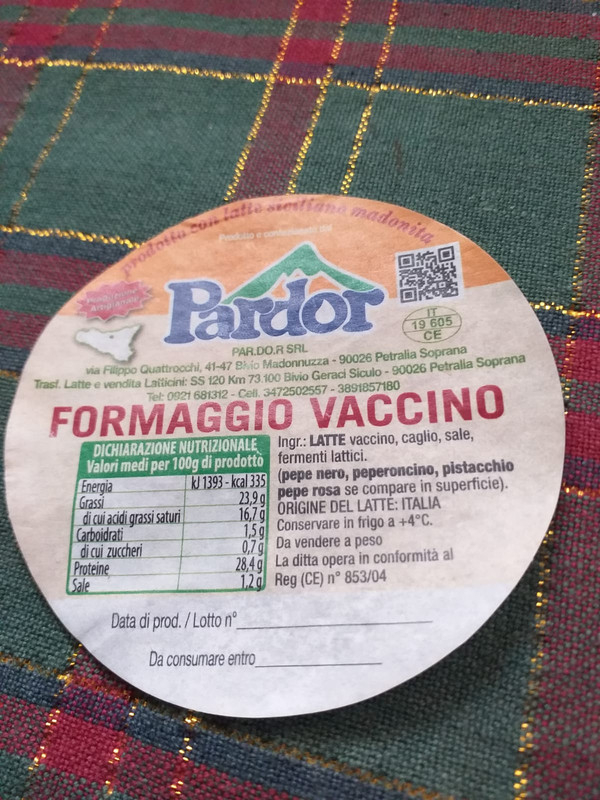 prodotto con latte siciliano madonita
Prodotto e confezionato da:
Produzione
Artigianale
Pardor
IT
19 605
CE
PAR.DO.R SRL
via Filippo Quattrocchi, 41-47 Bivio Madonnuzza - 90026 Petralia Soprana
Trasf. Latte e vendita Latticini: SS 120 Km 73.100 Bivio Geraci Siculo - 90026 Petralia Soprana
Tel: 0921 681312 - Cell. 3472502557 - 3891857180
FORMAGGIO VACCINO
DICHIARAZIONE NUTRIZIONALE
Valori medi per 100g di prodotto
Energia kJ 1393 - kcal 335
Grassi 23,9 g
di cui acidi grassi saturi 16,7 g
Carboidrati 1,5 g
di cui zuccheri 0,7 g
Proteine 28,4 g
Sale 1,2 g
Ingr.: LATTE vaccino, caglio, sale,
fermenti lattici.
(pepe nero, peperoncino, pistacchio
pepe rosa se compare in superficie).
ORIGINE DEL LATTE: ITALIA
Conservare in frigo a +4°C.
Da vendere a peso
La ditta opera in conformità al
Reg (CE) n° 853/04
Data di prod. / Lotto n°
Da consumare entro